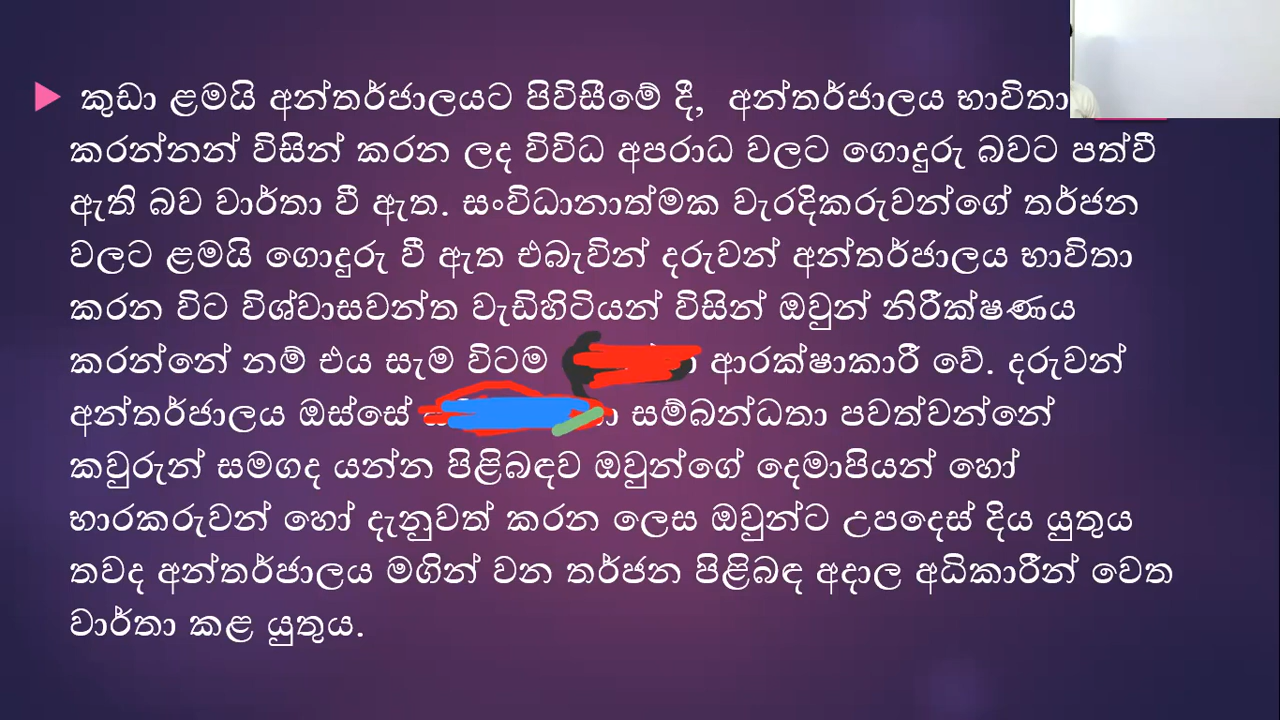 කුඩා ළමයි අන්තර්ජාලයට පිවිසීමේ දී, අන්තර්ජාලය භාවිතා
කරන්නන් විසින් කරන ලද විවිධ අපරාධ වලට ගොදුරු බවට පත්වී
ඇති බව වාර්තා වී ඇත. සංවිධානාත්මක වැරදිකරුවන්ගේ තර්ජන
වලට ළමයි ගොදුරු වී ඇත එබැවින් දරුවන් අන්තර්ජාලය භාවිතා
කරන විට විශ්වාසවන්ත වැඩිහිටියන් විසින් ඔවුන් නිරීක්ෂණය
කරන්නේ නම් එය සැම විටම ආරක්ෂාකාරී වේ. දරුවන්
අන්තර්ජාලය ඔස්සේ සම්බන්ධතා පවත්වන්නේ
කවුරුන් සමගද යන්න පිළිබඳව ඔවුන්ගේ දෙමාපියන් හෝ
භාරකරුවන් හෝ දැනුවත් කරන ලෙස ඔවුන්ට උපදෙස් දිය යුතුය
තවද අන්තර්ජාලය මගින් වන තර්ජන පිළිබඳ අදාල අධිකාරීන් වෙත
වාර්තා කළ යුතුය.